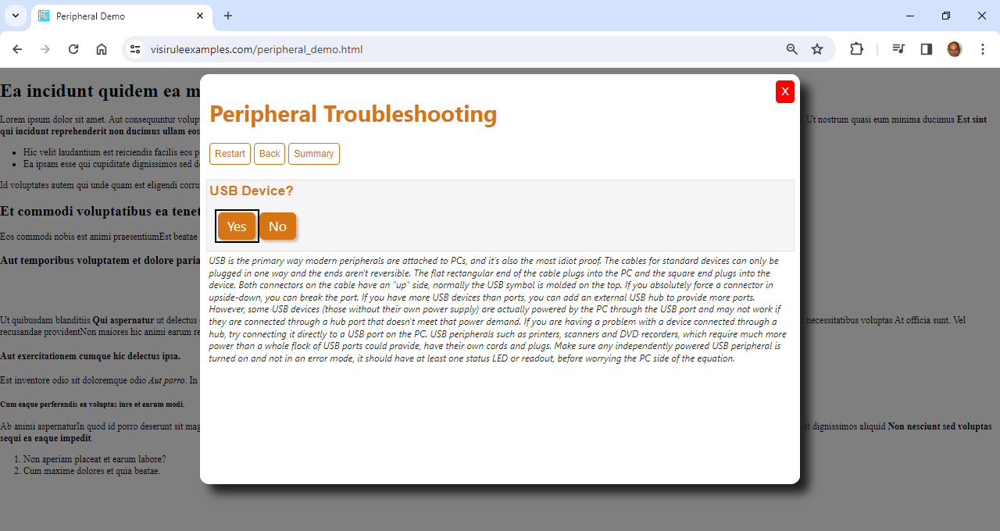 Peripheral Demo
visiruleexamples.com/peripheral_demo.html
Ea incidunt quidem ea m
Lorem ipsum dolor sit amet. Aut consequuntur volup
Ut nostrum quasi eum minima ducimus Est sint
qui incidunt reprehenderit non ducimus ullam eos
Hic velit laudantium est reiciendis facilis eos p
Ea ipsam esse qui cupiditate dignissimos sed d
Id voluptates autem qui unde quam est eligendi corru
Et commodi voluptatibus ea tenet
Eos commodi nobis est animi praesentiumEst beatae
Aut temporibus voluptatem et dolore paria
Ut quibusdam blanditiis Qui aspernatur ut delectus
necessitatibus voluptas At officia sunt. Vel
recusandae providentNon maiores hic animi earum re
Aut exercitationem cumque hic delectus ipsa.
Est inventore odio sit doloremque odio Aut porro. In
Cum eaque perferendis ea voluptas iure et earum modi.
Ab animi aspernaturIn quod id porro deserunt sit mag
et dignissimos aliquid Non nesciunt sed voluptas
sequi ea eaque impedit.
1. Non aperiam placeat et earum labore?
2. Cum maxime dolores et quia beatae.
X
Peripheral Troubleshooting
Restart Back Summary
USB Device?
Yes No
USB is the primary way modern peripherals are attached to PCs, and it's also the most idiot proof. The cables for standard devices can only be
plugged in one way and the ends aren't reversible. The flat rectangular end of the cable plugs into the PC and the square end plugs into the
device. Both connectors on the cable have an "up" side, normally the USB symbol is molded on the top. If you absolutely force a connector in
upside-down, you can break the port. If you have more USB devices than ports, you can add an external USB hub to provide more ports.
However, some USB devices (those without their own power supply) are actually powered by the PC through the USB port and may not work if
they are connected through a hub port that doesn't meet that power demand. If you are having a problem with a device connected through a
hub, try connecting it directly to a USB port on the PC. USB peripherals such as printers, scanners and DVD recorders, which require much more
power than a whole flock of USB ports could provide, have their own cords and plugs. Make sure any independently powered USB peripheral is
turned on and not in an error mode, it should have at least one status LED or readout, before worrying the PC side of the equation.